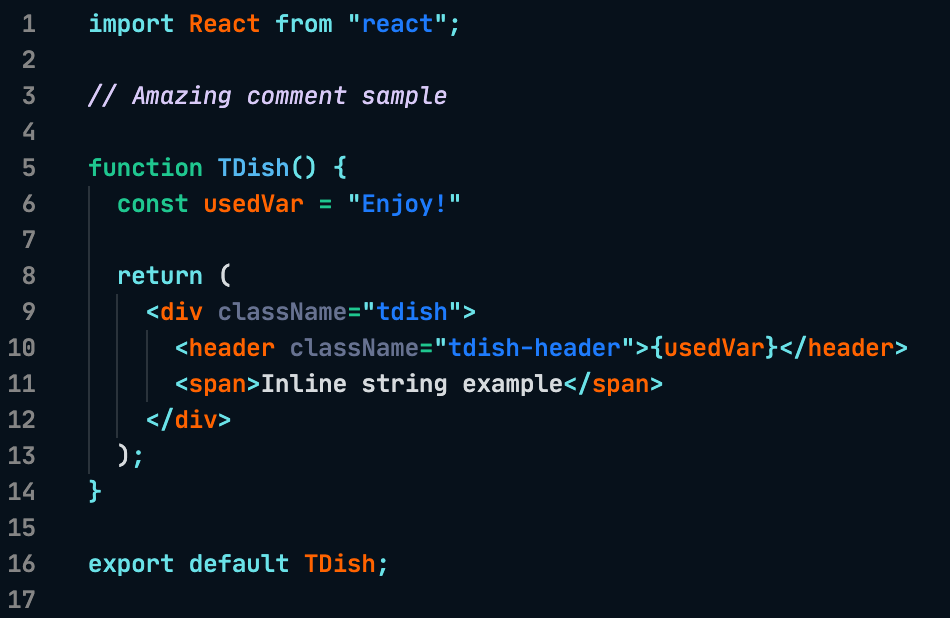 1 import React from "react";
2
3 // Amazing comment sample
4
5 function TDish() {
6   const usedVar = "Enjoy!"
7
8   return (
9     <div className="tdish">
10       <header className="tdish-header">{usedVar}</header>
11       <span>Inline string example</span>
12     </div>
13   );
14 }
15
16 export default TDish;
17